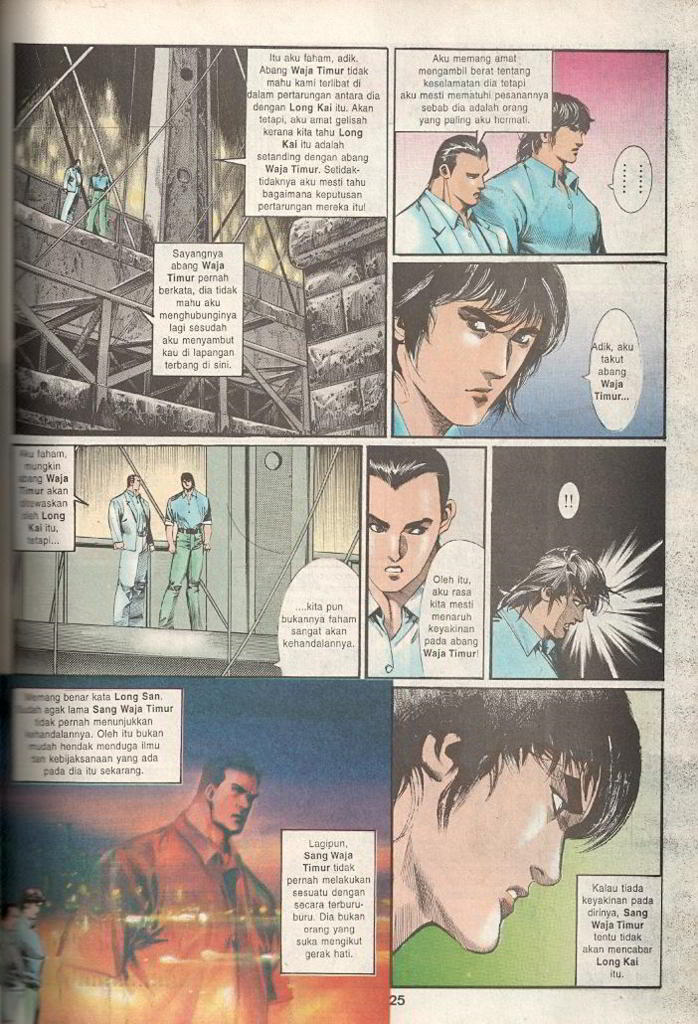 Itu aku faham, adik.
Abang Waja Timur tidak
mahu kami terlibat di
dalam pertarungan antara dia
dengan Long Kai itu. Akan
tetapi, aku amat gelisah
kerana kita tahu Long
Kai itu adalah
setanding dengan abang
Waja Timur. Setidak-
tidaknya aku mesti tahu
bagaimana keputusan
pertarungan mereka itu!
Sayangnya
abang Waja
Timur pernah
berkata, dia tidak
mahu aku
menghubunginya
lagi sesudah
aku menyambut
kau di lapangan
terbang di sini.
Aku memang amat
mengambil berat tentang
keselamatan dia tetapi
aku mesti mematuhi pesanannya
sebab dia adalah orang
yang paling aku hormati.
Adik, aku
takut
abang
Waja
Timur...
Aku faham,
mungkin
abang Waja
Timur akan
ditewaskan
oleh Long
Kai itu,
tetapi...
....kita pun
bukannya faham
sangat akan
kehandalannya.
Oleh itu,
aku rasa
kita mesti
menaruh
keyakinan
pada abang
Waja Timur!
!!
Memang benar kata Long San.
Sudah agak lama Sang Waja Timur
tidak pernah menunjukkan
kehandalannya. Oleh itu bukan
mudah hendak menduga ilmu
dan kebijaksanaan yang ada
pada dia itu sekarang.
Lagipun,
Sang Waja
Timur tidak
pernah melakukan
sesuatu dengan
secara terburu-
buru. Dia bukan
orang yang
suka mengikut
gerak hati.
Kalau tiada
keyakinan pada
dirinya, Sang
Waja Timur
tentu tidak
akan mencabar
Long Kai
itu.
25